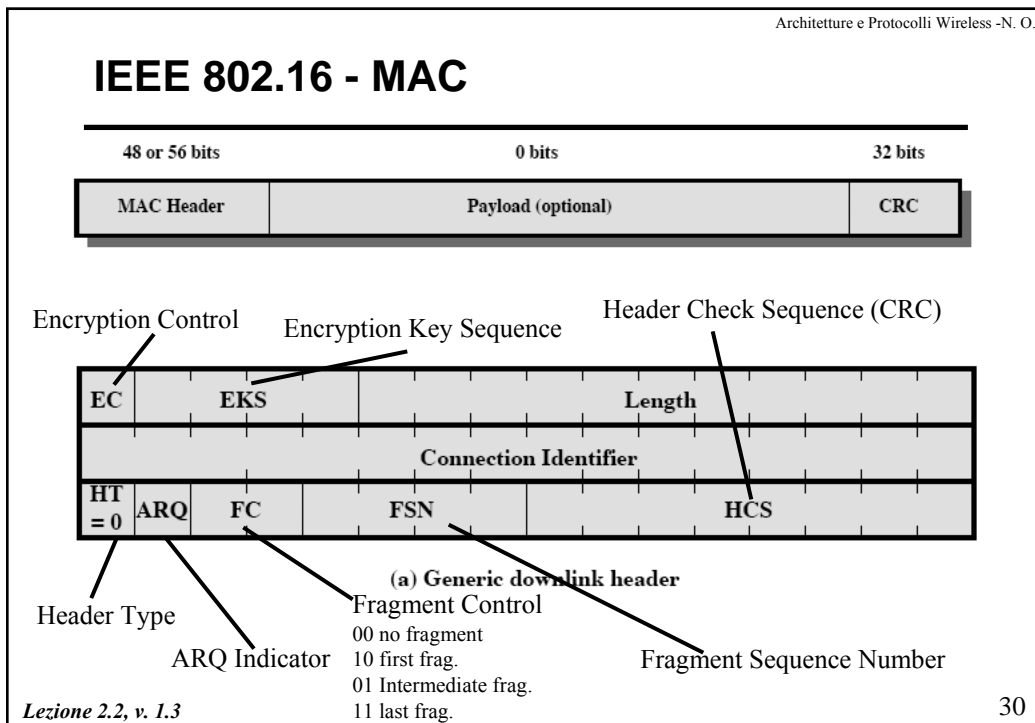 Architetture e Protocolli Wireless -N. O.
IEEE 802.16 - MAC
48 or 56 bits 0 bits 32 bits
MAC Header Payload (optional) CRC
Encryption Control Encryption Key Sequence Header Check Sequence (CRC)
EC EKS Length
Connection Identifier
HT = 0 ARQ FC FSN HCS
(a) Generic downlink header
Header Type ARQ Indicator Fragment Control Fragment Sequence Number
00 no fragment
10 first frag.
01 Intermediate frag.
11 last frag.
Lezione 2.2, v. 1.3 30